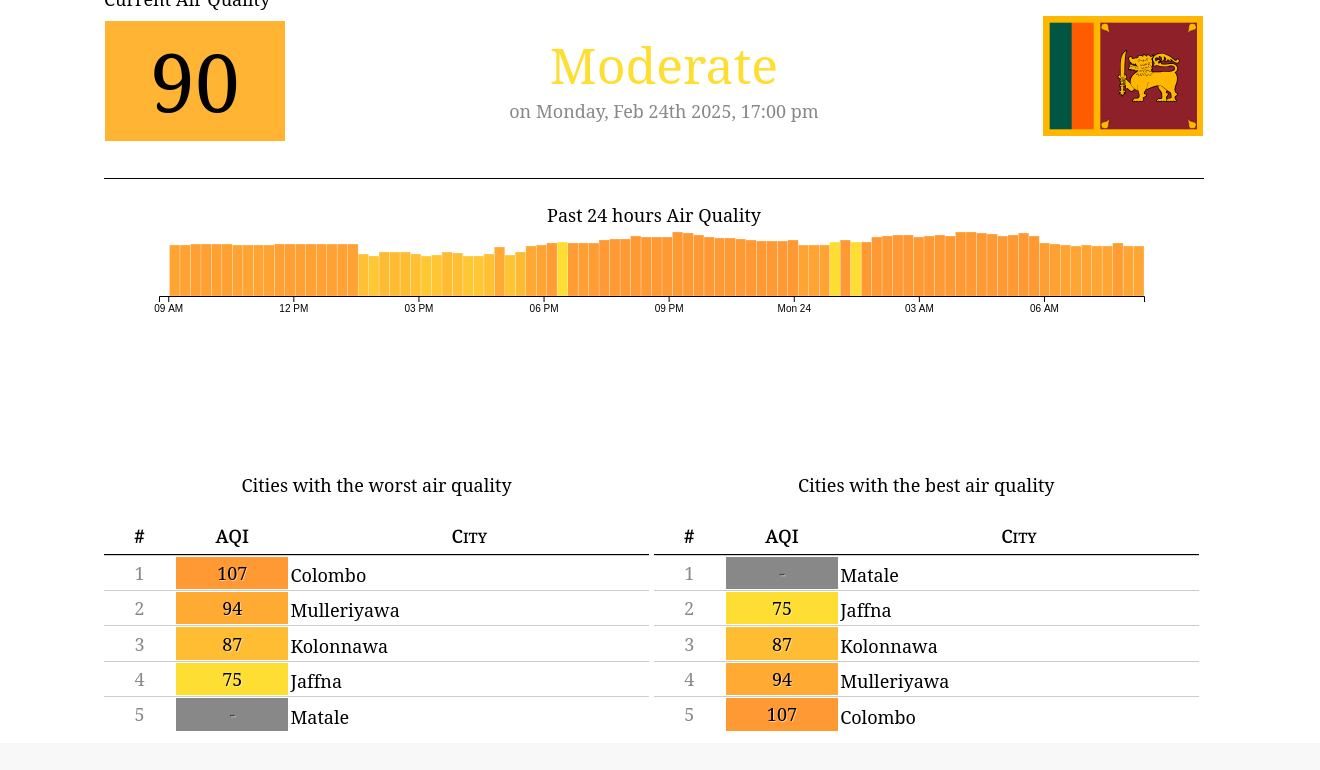 Current Air Quality
90
Moderate
on Monday, Feb 24th 2025, 17:00 pm
Past 24 hours Air Quality
09 AM 12 PM 03 PM 06 PM 09 PM Mon 24 03 AM 06 AM
Cities with the worst air quality
# AQI City
1 107 Colombo
2 94 Mulleriyawa
3 87 Kolonnawa
4 75 Jaffna
5 - Matale
Cities with the best air quality
# AQI City
1 - Matale
2 75 Jaffna
3 87 Kolonnawa
4 94 Mulleriyawa
5 107 Colombo